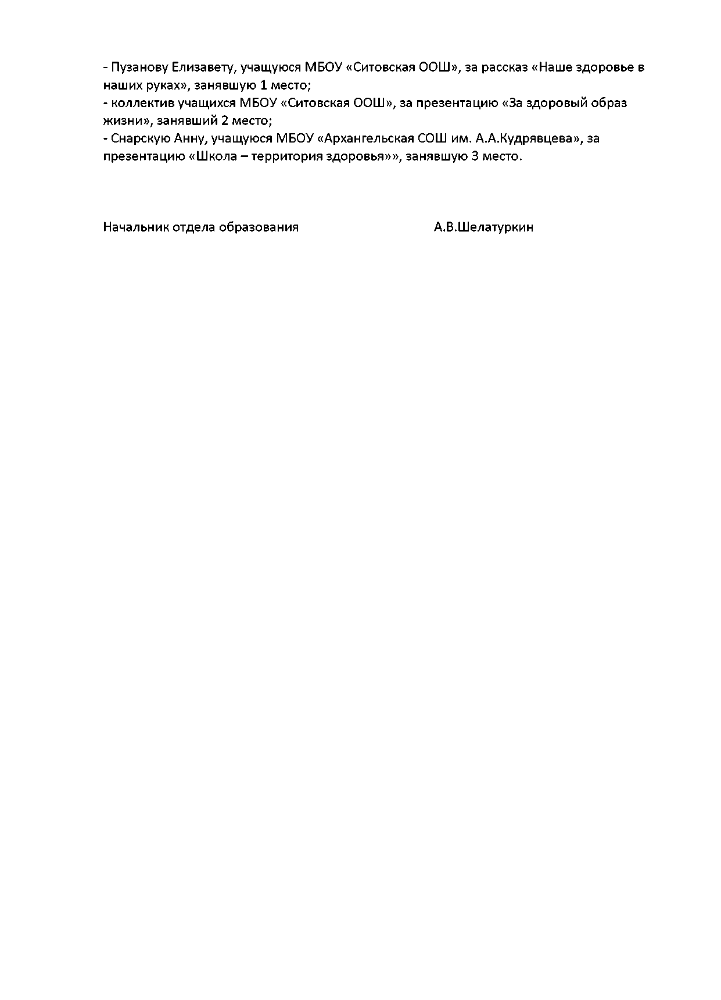 - Пузанову Елизавету, учащуюся МБОУ «Ситовская ООШ», за рассказ «Наше здоровье в
наших руках», занявшую 1 место;
- коллектив учащихся МБОУ «Ситовская ООШ», за презентацию «За здоровый образ
жизни», занявший 2 место;
- Снарскую Анну, учащуюся МБОУ «Архангельская СОШ им. А.А.Кудрявцева», за
презентацию «Школа – территория здоровья»», занявшую 3 место.
Начальник отдела образования А.В.Шелатуркин